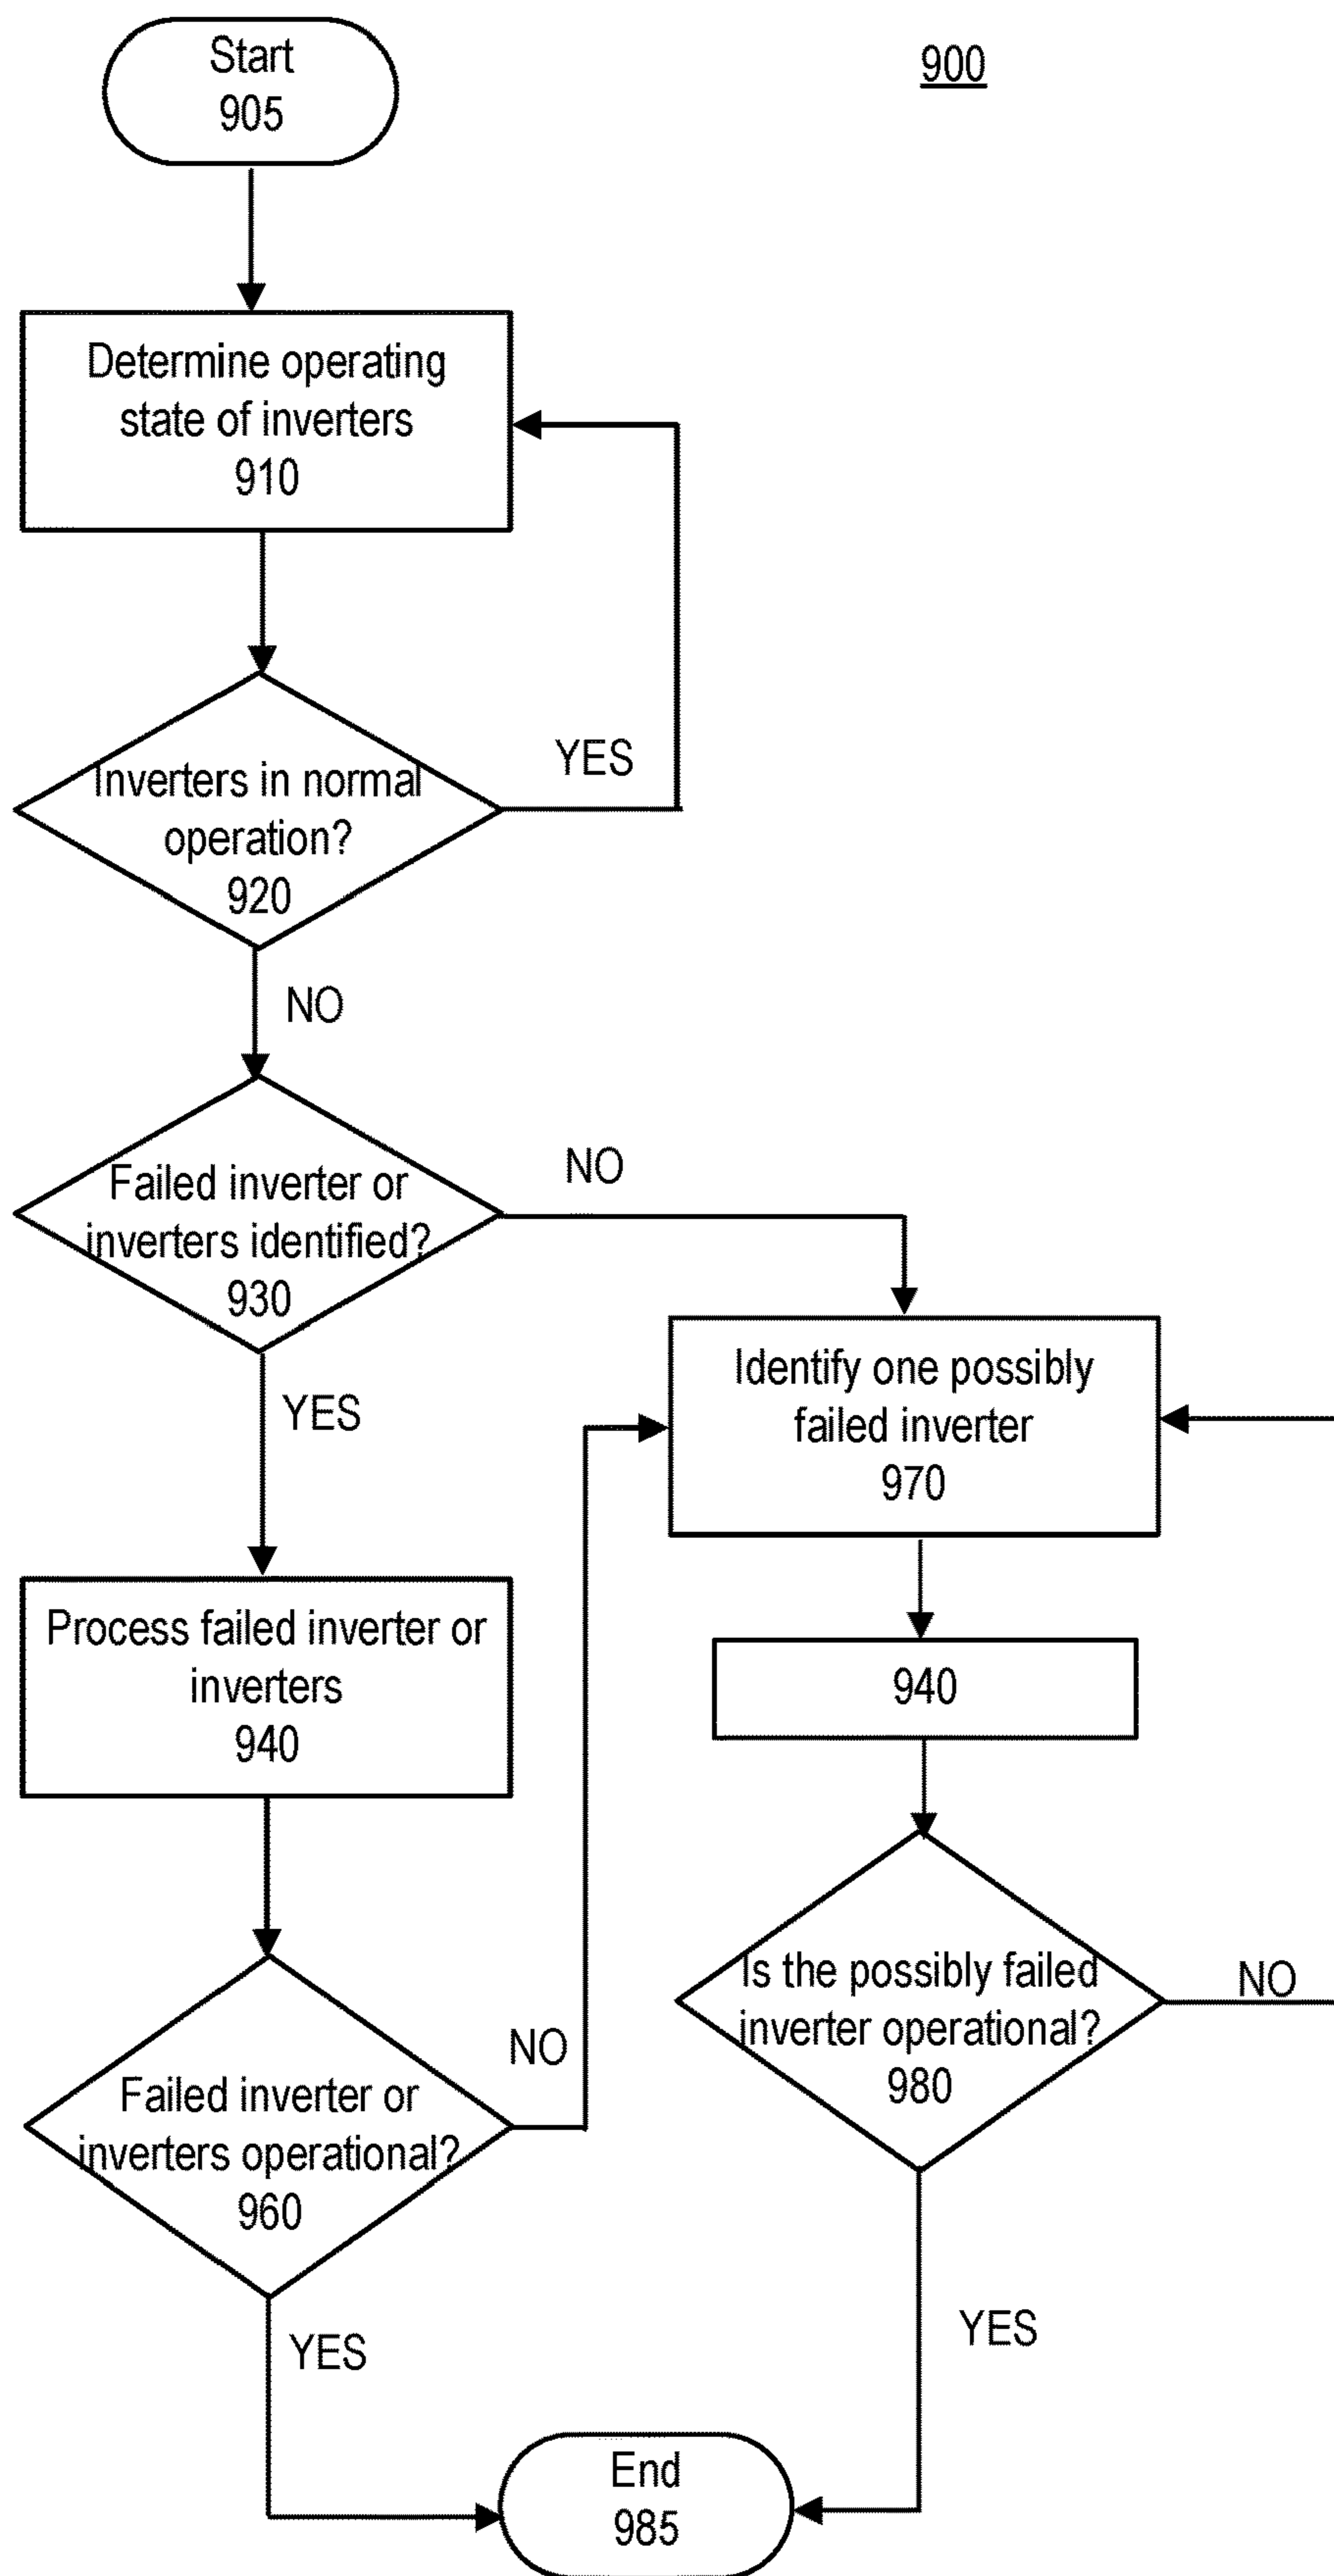 Start
905
900
Determine operating
state of inverters
910
Inverters in normal
operation?
920
YES
NO
Failed inverter or
inverters identified?
930
NO
YES
Identify one possibly
failed inverter
970
Process failed inverter or
inverters
940
940
Is the possibly failed
inverter operational?
980
NO
Failed inverter or
inverters operational?
960
NO
YES
YES
End
985